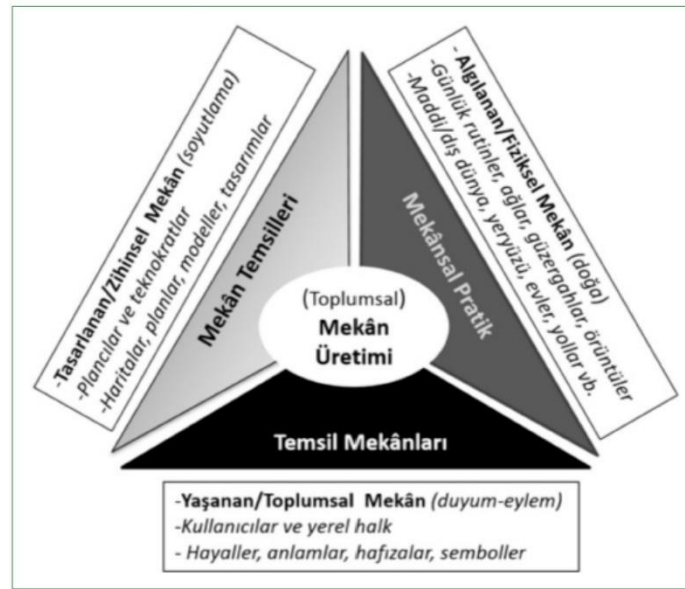 -Tasarlanan/Zihinsel Mekân (soyutlama)
-Plancılar ve teknokratlar
-Haritalar, planlar, modeller, tasarımlar
Mekân Temsilleri
- Algılanan/Fiziksel Mekân (doğa)
-Günlük rutinler, ağlar, güzergahlar, örüntüler
-Maddi/dış dünya, yeryüzü, evler, yollar vb.
Mekânsal Pratik
(Toplumsal)
Mekân
Üretimi
Temsil Mekânları
-Yaşanan/Toplumsal Mekân (duyum-eylem)
-Kullanıcılar ve yerel halk
- Hayaller, anlamlar, hafızalar, semboller